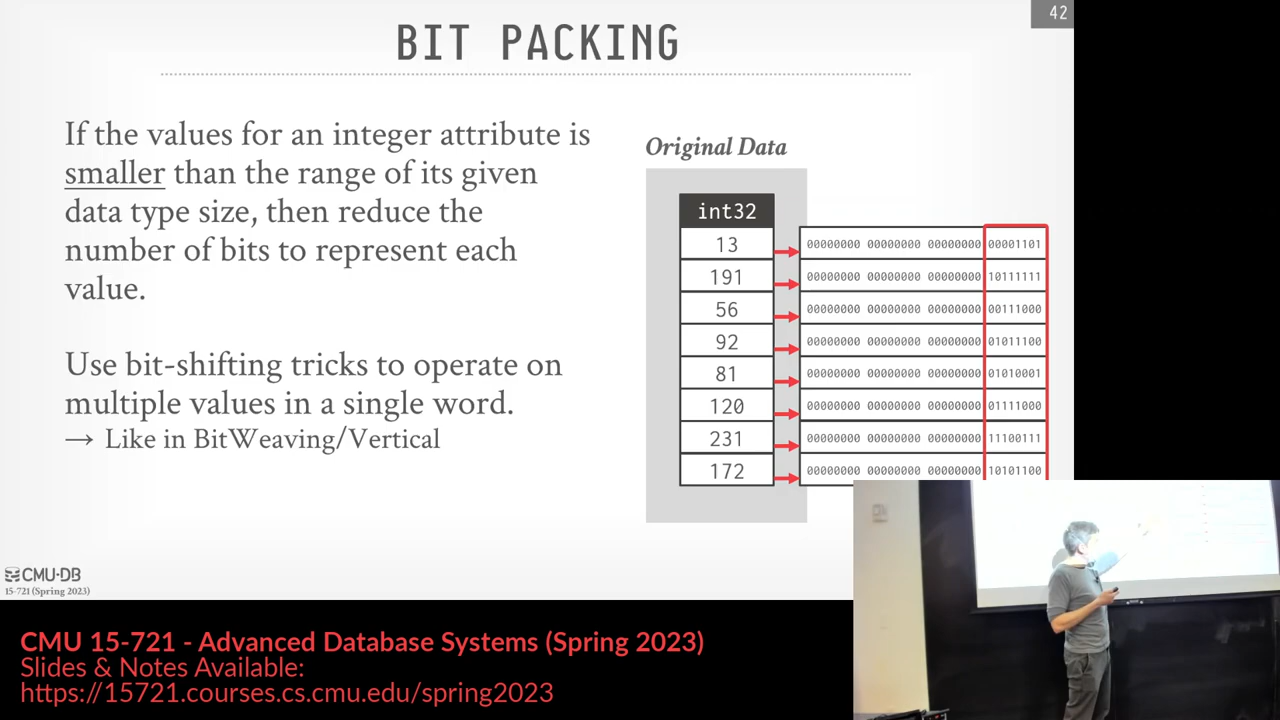 42
BIT PACKING
If the values for an integer attribute is
smaller than the range of its given
data type size, then reduce the
number of bits to represent each
value.
Use bit-shifting tricks to operate on
multiple values in a single word.
→ Like in BitWeaving/Vertical
Original Data
int32
13 00000000 00000000 00000000 00001101
191 00000000 00000000 00000000 10111111
56 00000000 00000000 00000000 00111000
92 00000000 00000000 00000000 01011100
81 00000000 00000000 00000000 01010001
120 00000000 00000000 00000000 01111000
231 00000000 00000000 00000000 11100111
172 00000000 00000000 00000000 10101100
CMU·DB
15-721 (Spring 2023)
CMU 15-721 - Advanced Database Systems (Spring 2023)
Slides & Notes Available:
https://15721.courses.cs.cmu.edu/spring2023